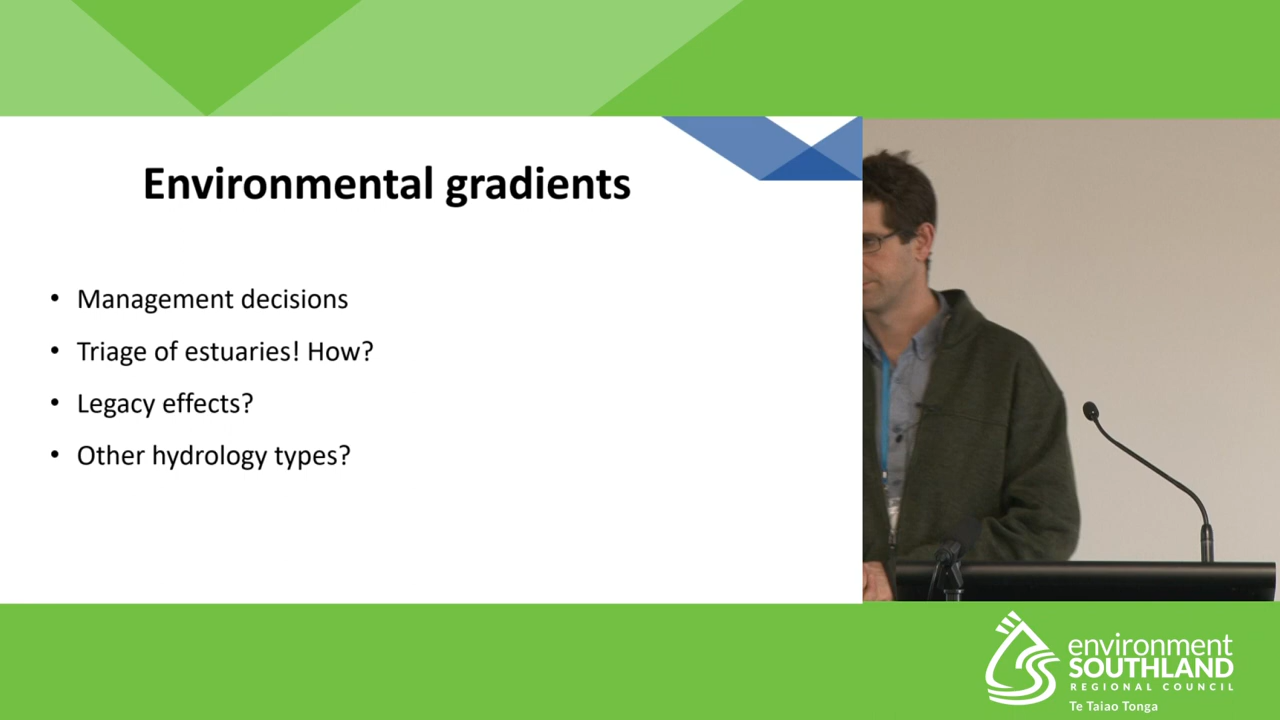 Environmental gradients
• Management decisions
• Triage of estuaries! How?
• Legacy effects?
• Other hydrology types?
environment
SOUTHLAND
REGIONAL COUNCIL
Te Taiao Tonga